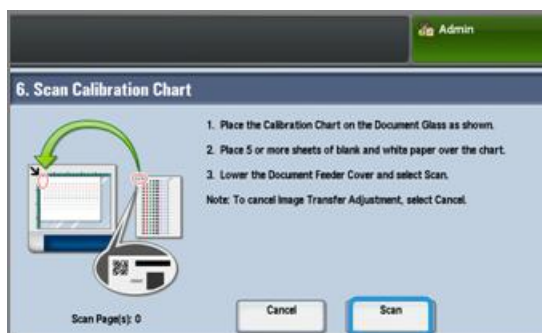 Admin
6. Scan Calibration Chart
1. Place the Calibration Chart on the Document Glass as shown.
2. Place 5 or more sheets of blank and white paper over the chart.
3. Lower the Document Feeder Cover and select Scan.
Note: To cancel Image Transfer Adjustment, select Cancel.
Scan Page(s): 0
Cancel
Scan